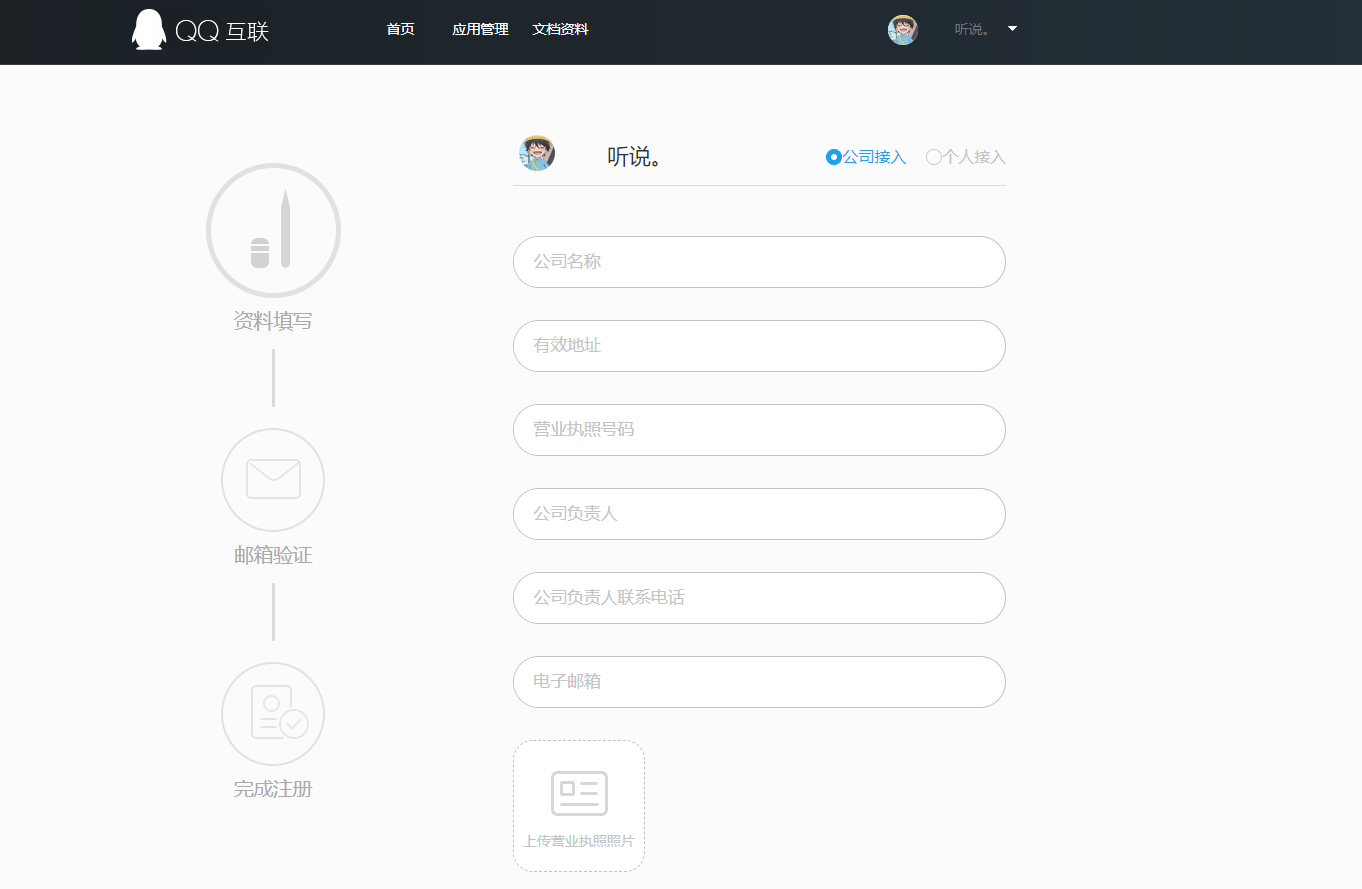 QQ 互联 首页 应用管理 文档资料 听说。
听说。 公司接入 个人接入
资料填写
邮箱验证
完成注册
公司名称
有效地址
营业执照号码
公司负责人
公司负责人联系电话
电子邮箱
上传营业执照照片